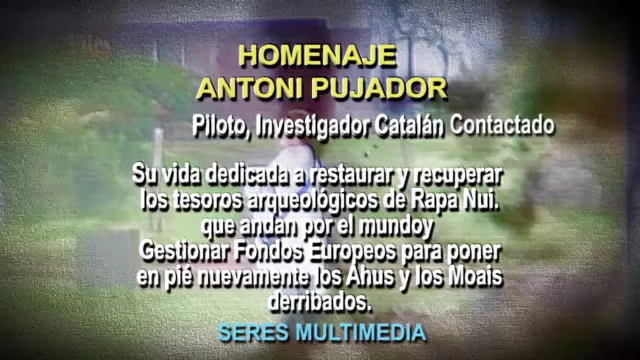 HOMENAJE
ANTONI PUJADOR
Piloto, Investigador Catalán Contactado
Su vida dedicada a restaurar y recuperar
los tesoros arqueológicos de Rapa Nui.
que andan por el mundoy
Gestionar Fondos Europeos para poner
en pié nuevamente los Ahus y los Moais
derribados.
SERES MULTIMEDIA